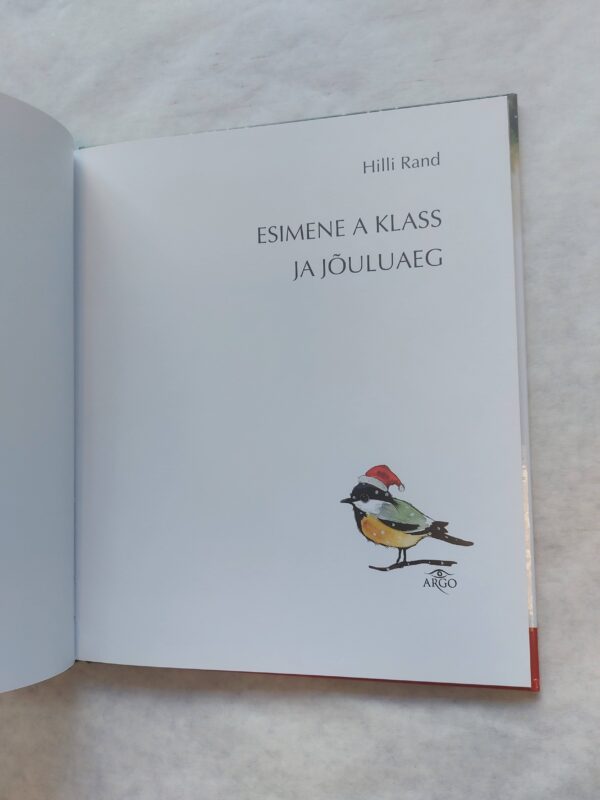 Hilli Rand
ESIMENE A KLASS
JA JÕULUAEG
ARGO